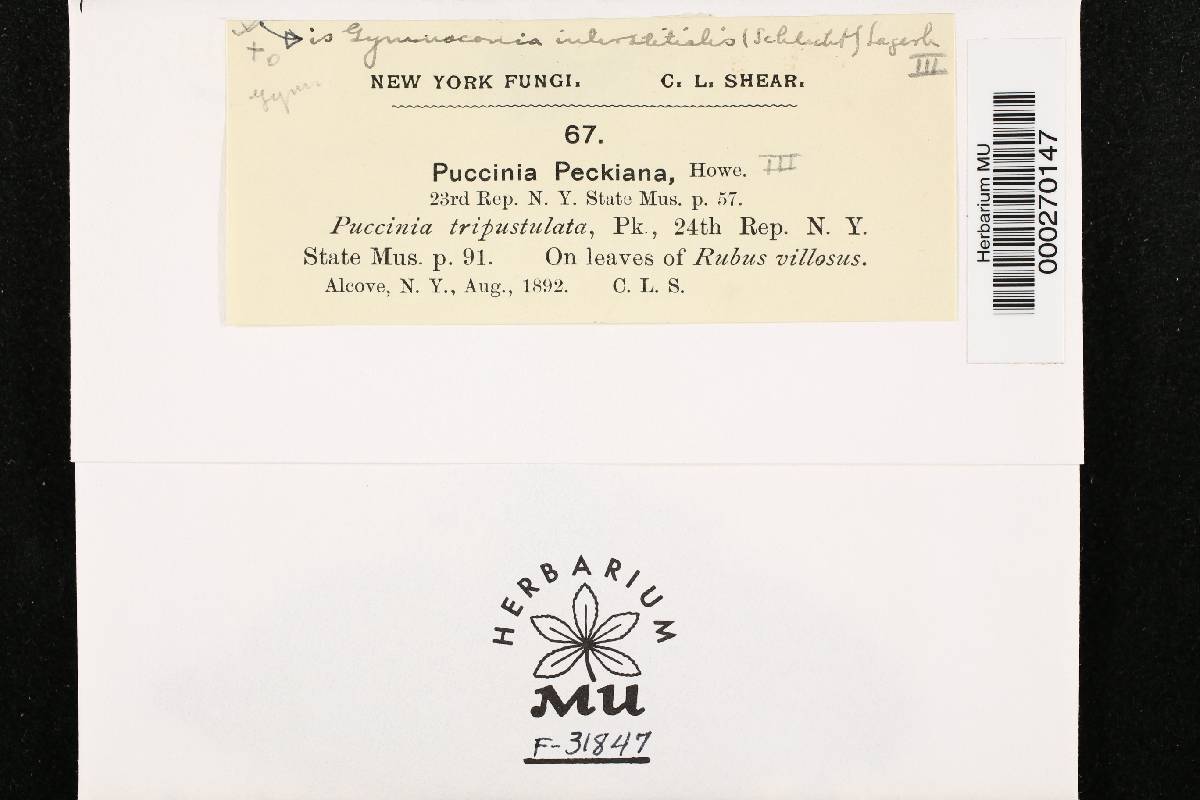 is Gymnoconia interstitialis (Schlecht) Lagerh
III
Gym.
NEW YORK FUNGI. C. L. SHEAR.
67.
Puccinia Peckiana, Howe. III
23rd Rep. N. Y. State Mus. p. 57.
Puccinia tripustulata, Pk., 24th Rep. N. Y.
State Mus. p. 91. On leaves of Rubus villosus.
Alcove, N. Y., Aug., 1892. C. L. S.
Herbarium MU
000270147
HERBARIUM
MU
F-31847